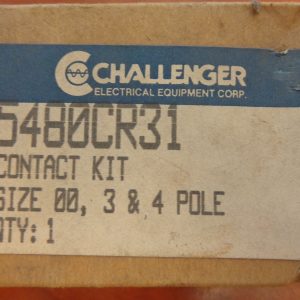 CHALLENGER
ELECTRICAL EQUIPMENT CORP.
5480CR31
CONTACT KIT
SIZE 00, 3 & 4 POLE
QTY: 1